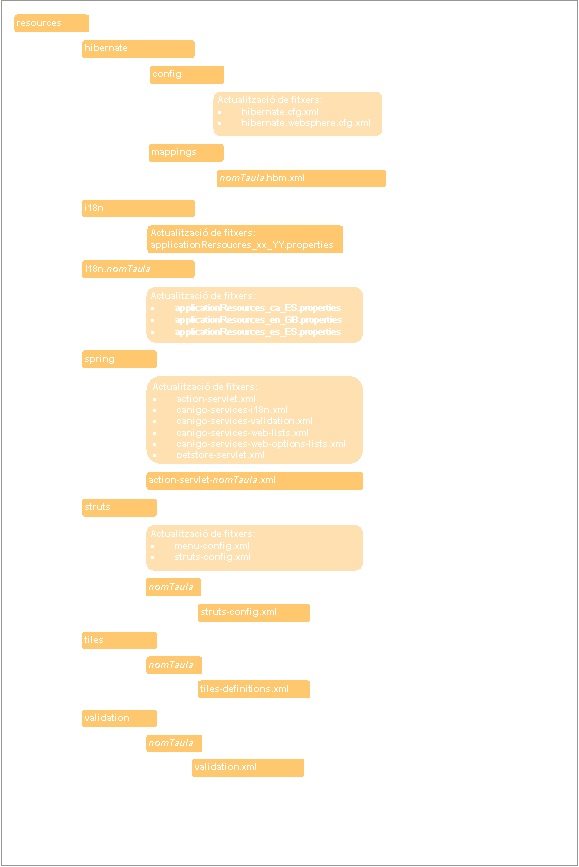 resources
hibernate
config
Actualització de fitxers:
• hibernate.cfg.xml
• hibernate.websphere.cfg.xml
mappings
nomTaula.hbm.xml
i18n
Actualització de fitxers:
applicationRersoucres_xx_YY.properties
i18n.nomTaula
Actualització de fitxers:
• applicationResources_ca_ES.properties
• applicationResources_en_GB.properties
• applicationResources_es_ES.properties
spring
Actualització de fitxers:
• action-servlet.xml
• canigo-services-i18n.xml
• canigo-services-validation.xml
• canigo-services-web-lists.xml
• canigo-services-web-options-lists.xml
• petstore-servlet.xml
action-servlet-nomTaula.xml
struts
Actualització de fitxers:
• menu-config.xml
• struts-config.xml
nomTaula
struts-config.xml
tiles
nomTaula
tiles-definitions.xml
validation
nomTaula
validation.xml